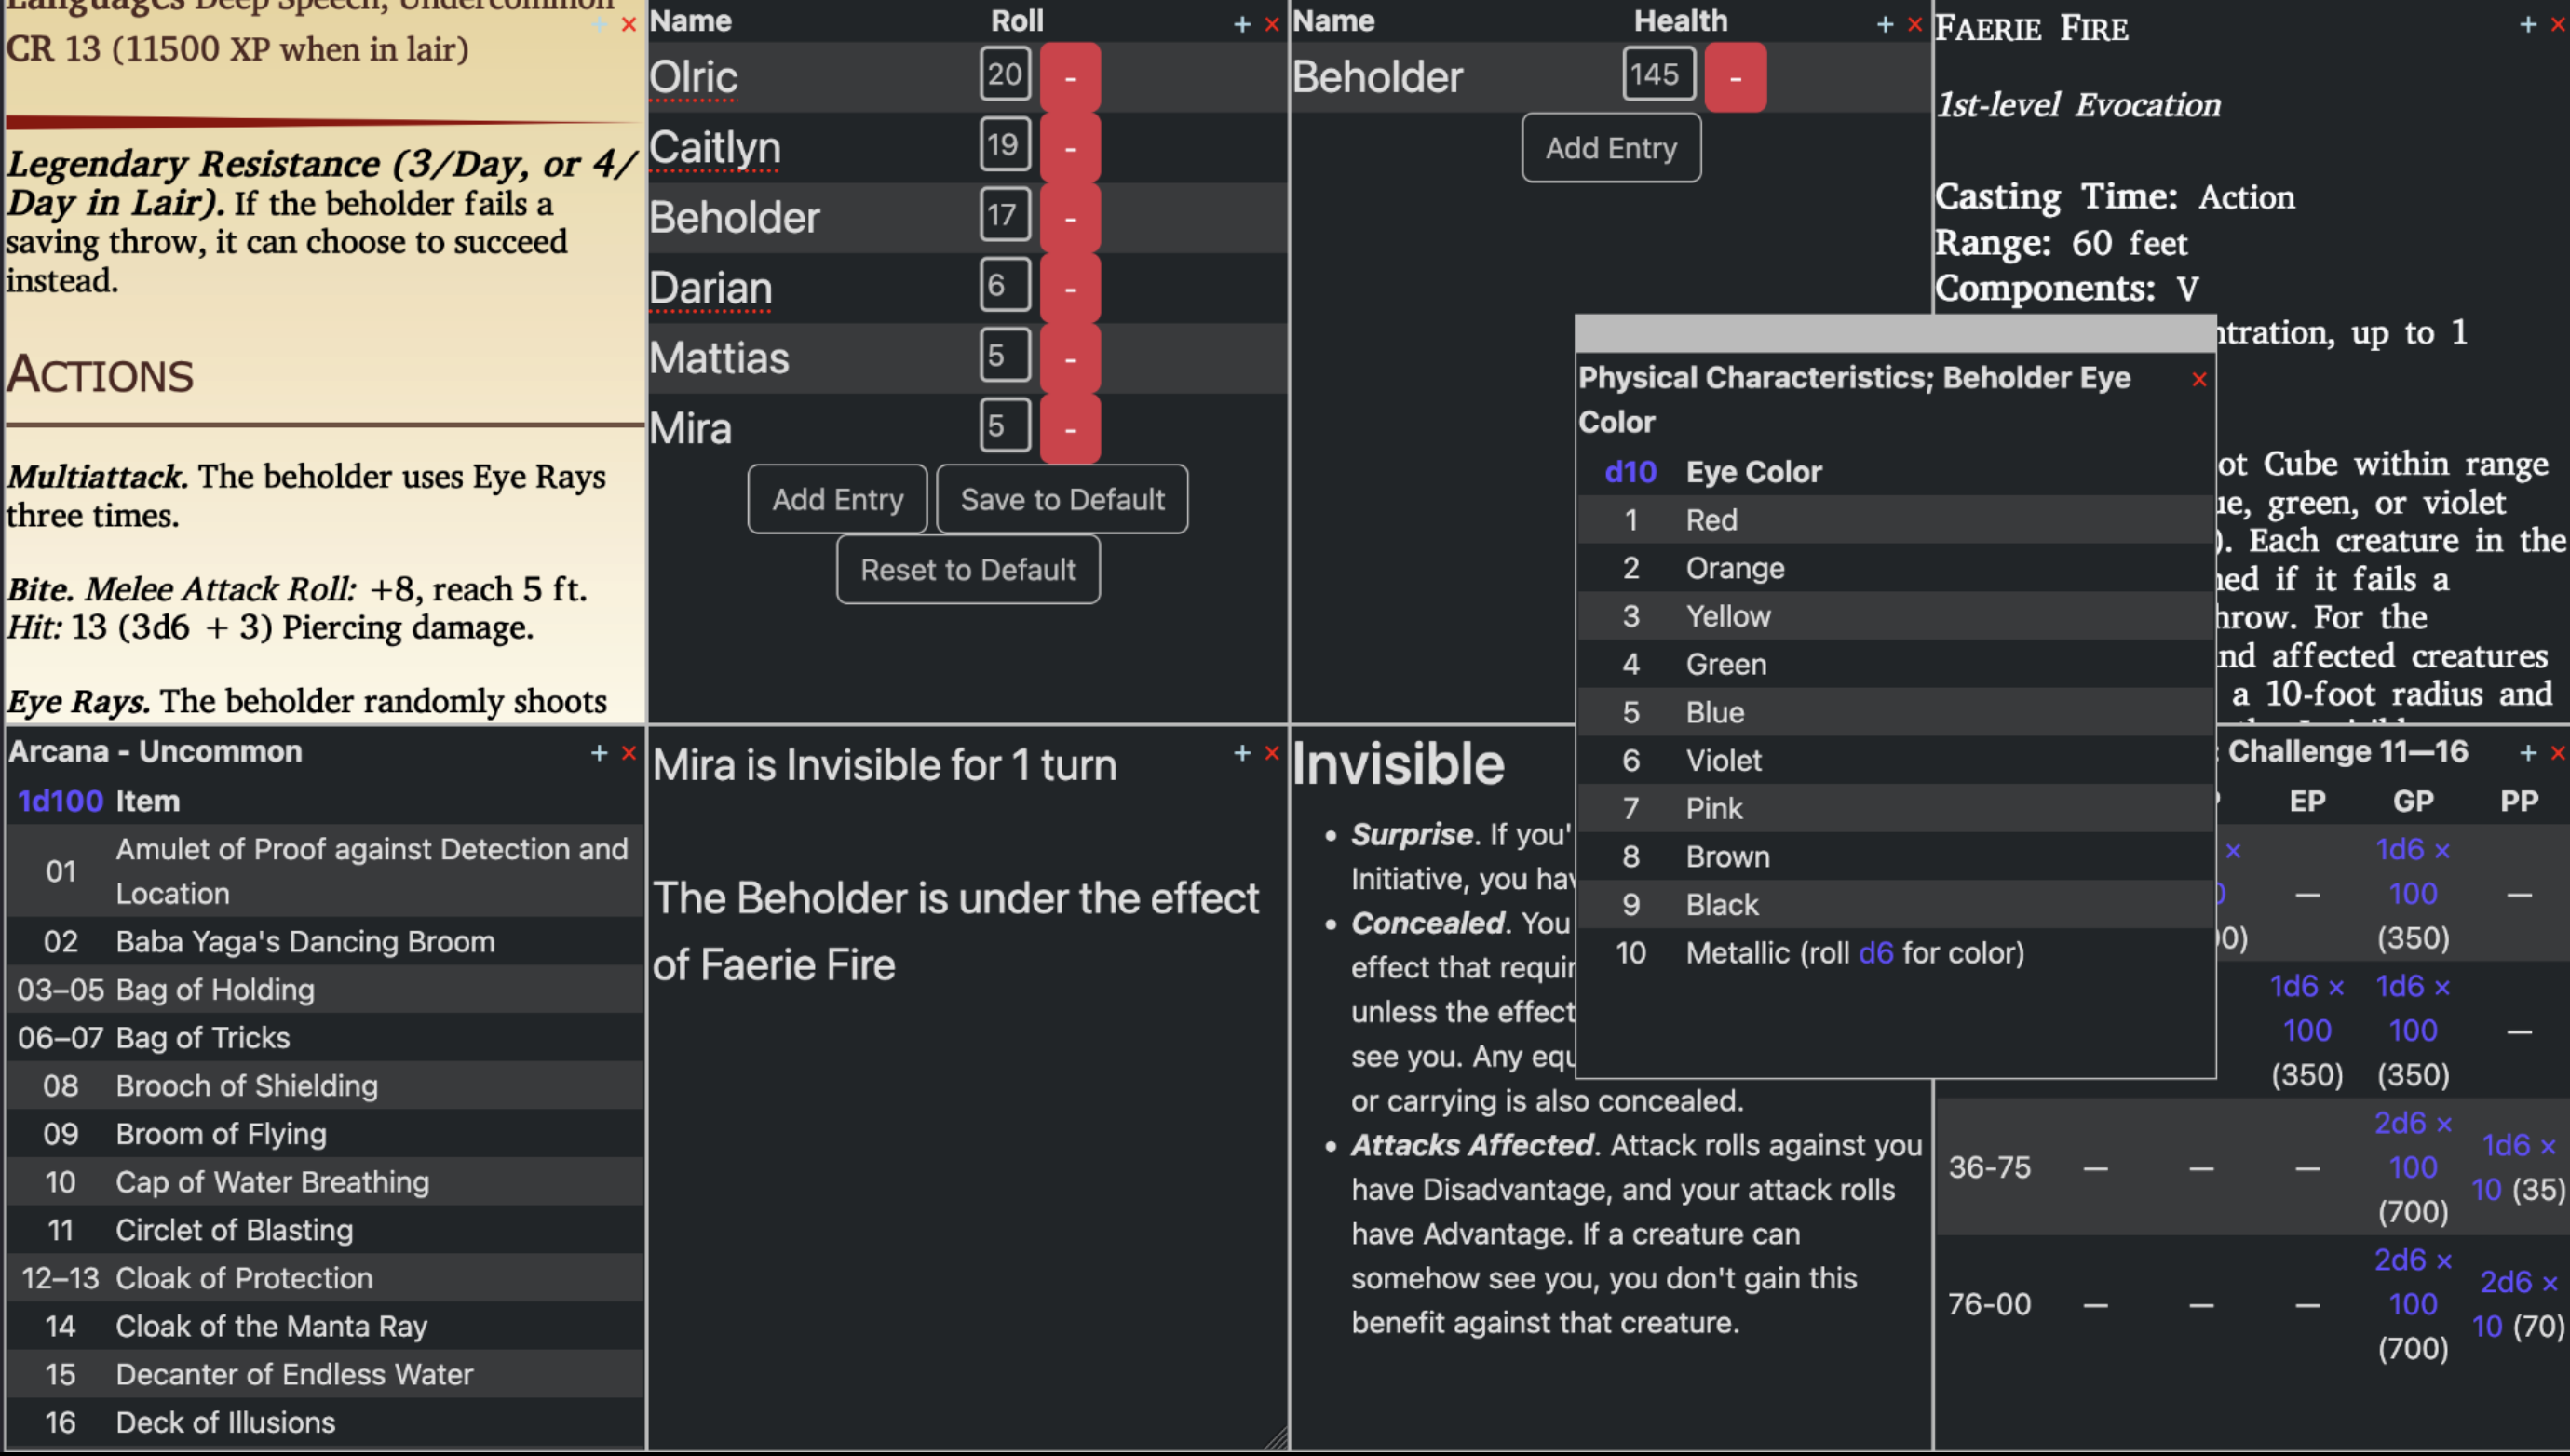 Languages Deep Speech, Undercommon
+ ×
CR 13 (11500 XP when in lair)
Legendary Resistance (3/Day, or 4/
Day in Lair). If the beholder fails a
saving throw, it can choose to succeed
instead.
ACTIONS
Multiattack. The beholder uses Eye Rays
three times.
Bite. Melee Attack Roll: +8, reach 5 ft.
Hit: 13 (3d6 + 3) Piercing damage.
Eye Rays. The beholder randomly shoots
Name Roll + ×
Olric 20 -
Caitlyn 19 -
Beholder 17 -
Darian 6 -
Mattias 5 -
Mira 5 -
Add Entry Save to Default
Reset to Default
Name Health + ×
Beholder 145 -
Add Entry
FAERIE FIRE + ×
1st-level Evocation
Casting Time: Action
Range: 60 feet
Components: V
up to 1
Cube within range
green, or violet
Each creature in the
if it fails a
For the
affected creatures
a 10-foot radius and
Physical Characteristics; Beholder Eye ×
Color
d10 Eye Color
1 Red
2 Orange
3 Yellow
4 Green
5 Blue
6 Violet
7 Pink
8 Brown
9 Black
10 Metallic (roll d6 for color)
Arcana - Uncommon + ×
1d100 Item
01 Amulet of Proof against Detection and
Location
02 Baba Yaga's Dancing Broom
03–05 Bag of Holding
06–07 Bag of Tricks
08 Brooch of Shielding
09 Broom of Flying
10 Cap of Water Breathing
11 Circlet of Blasting
12–13 Cloak of Protection
14 Cloak of the Manta Ray
15 Decanter of Endless Water
16 Deck of Illusions
Mira is Invisible for 1 turn + ×
The Beholder is under the effect
of Faerie Fire
Invisible
• Surprise. If you'
Initiative, you
• Concealed. You
effect that
unless the effect
see you. Any
or carrying is also concealed.
• Attacks Affected. Attack rolls against you
have Disadvantage, and your attack rolls
have Advantage. If a creature can
somehow see you, you don't gain this
benefit against that creature.
Challenge 11—16 + ×
EP GP PP
× — 1d6 × 100 (350) —
1d6 × 100 (350) 1d6 × 100 (350) —
36-75 — — — 2d6 × 100 (700) 1d6 × 10 (35)
76-00 — — — 2d6 × 100 (700) 2d6 × 10 (70)